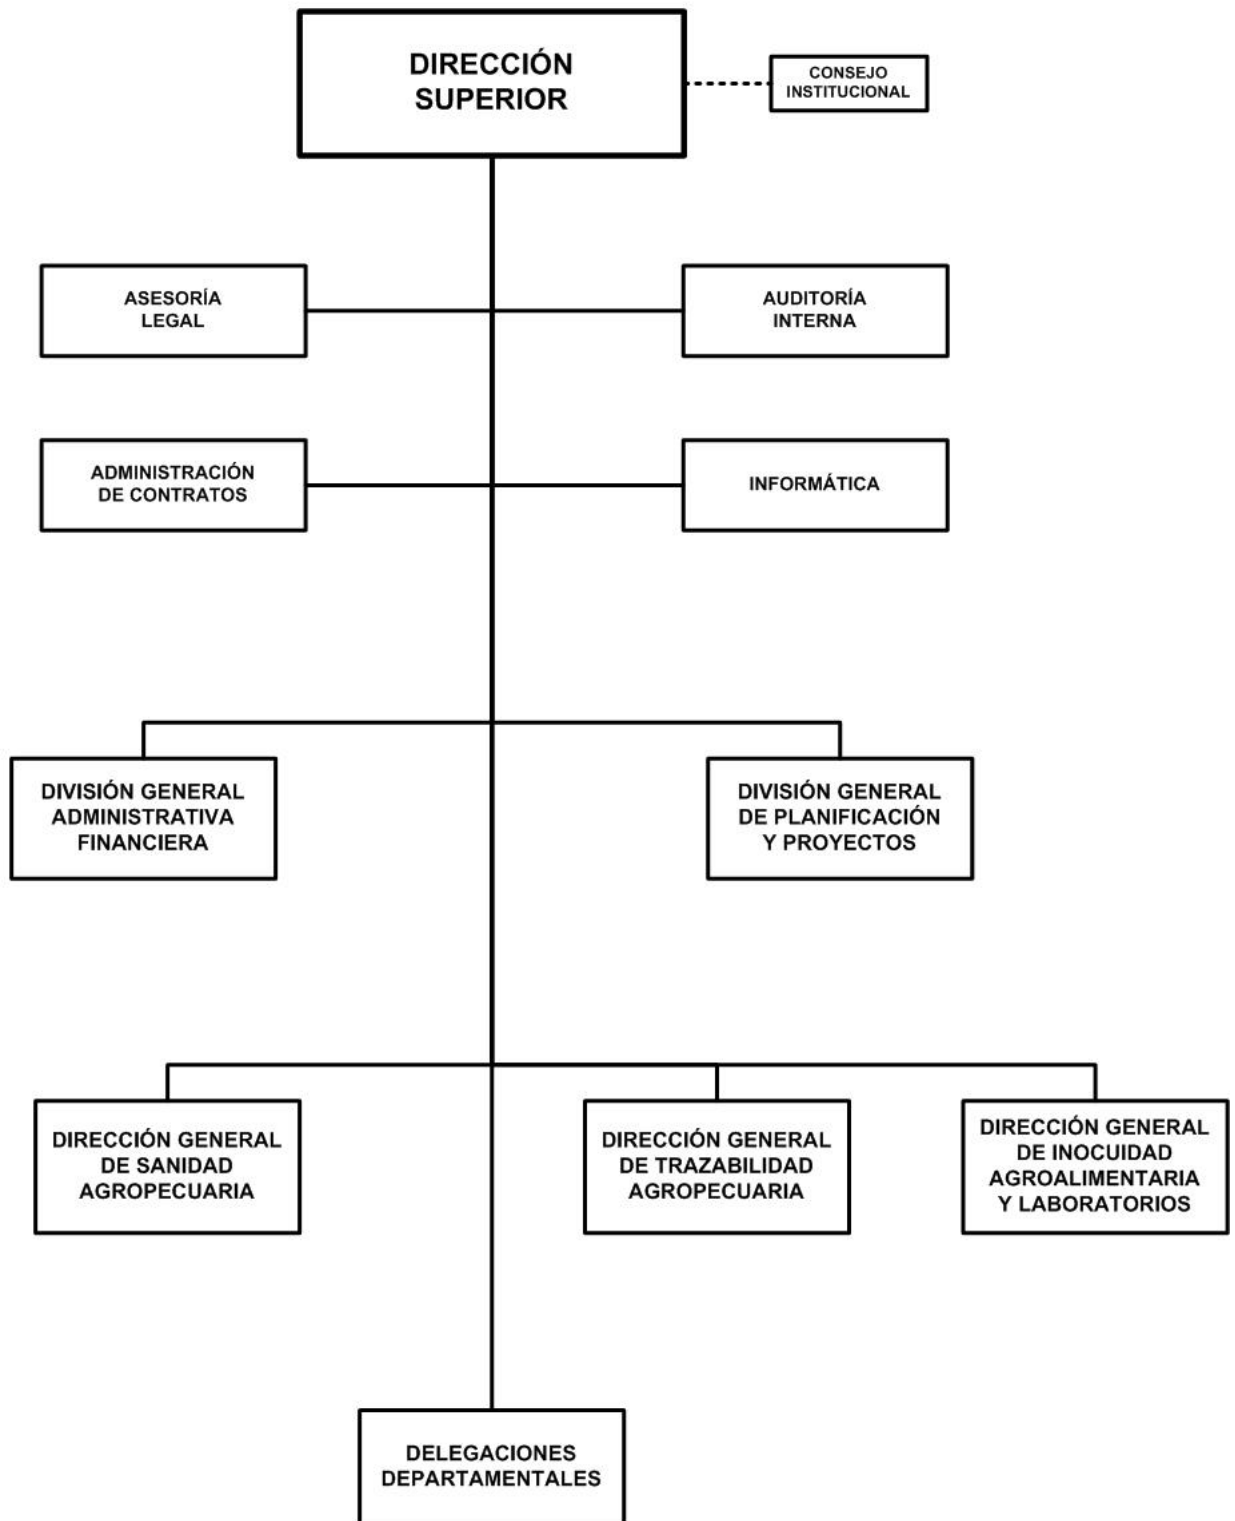 DIRECCIÓN
SUPERIOR
CONSEJO
INSTITUCIONAL
ASESORÍA
LEGAL
AUDITORÍA
INTERNA
ADMINISTRACIÓN
DE CONTRATOS
INFORMÁTICA
DIVISIÓN GENERAL
ADMINISTRATIVA
FINANCIERA
DIVISIÓN GENERAL
DE PLANIFICACIÓN
Y PROYECTOS
DIRECCIÓN GENERAL
DE SANIDAD
AGROPECUARIA
DIRECCIÓN GENERAL
DE TRAZABILIDAD
AGROPECUARIA
DIRECCIÓN GENERAL
DE INOCUIDAD
AGROALIMENTARIA
Y LABORATORIOS
DELEGACIONES
DEPARTAMENTALES